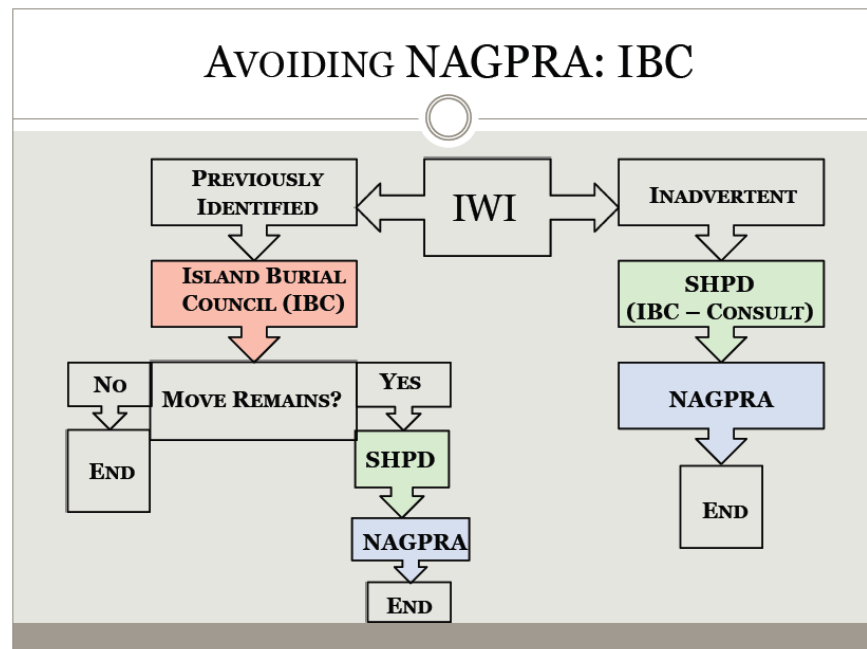 AVOIDING NAGPRA: IBC
PREVIOUSLY
IDENTIFIED
IWI
INADVERTENT
ISLAND BURIAL
COUNCIL (IBC)
SHPD
(IBC – CONSULT)
NO
MOVE REMAINS?
YES
NAGPRA
END
SHPD
END
NAGPRA
END